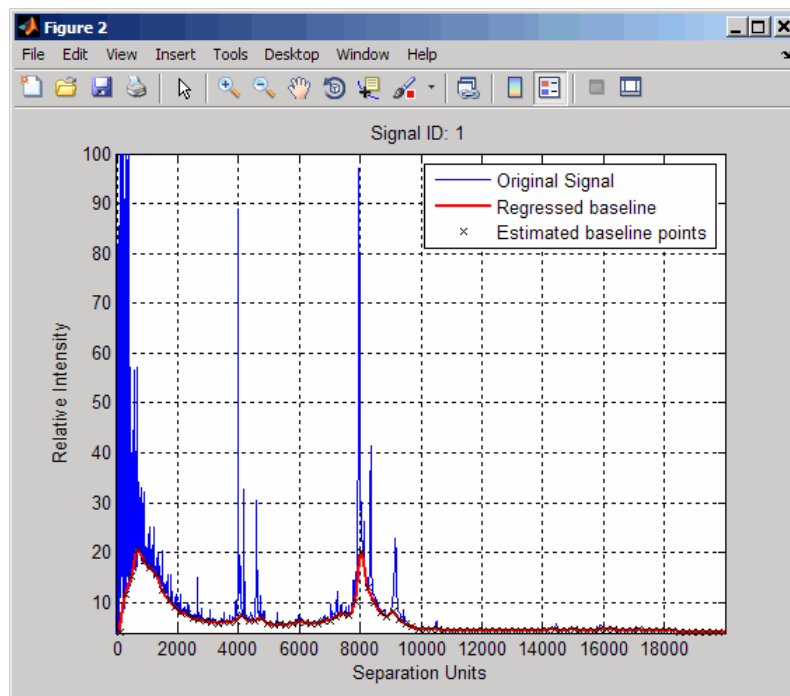 Figure 2
File Edit View Insert Tools Desktop Window Help
Signal ID: 1
Original Signal
Regressed baseline
Estimated baseline points
100
90
80
70
60
50
40
30
20
10
Relative Intensity
0 2000 4000 6000 8000 10000 12000 14000 16000 18000
Separation Units